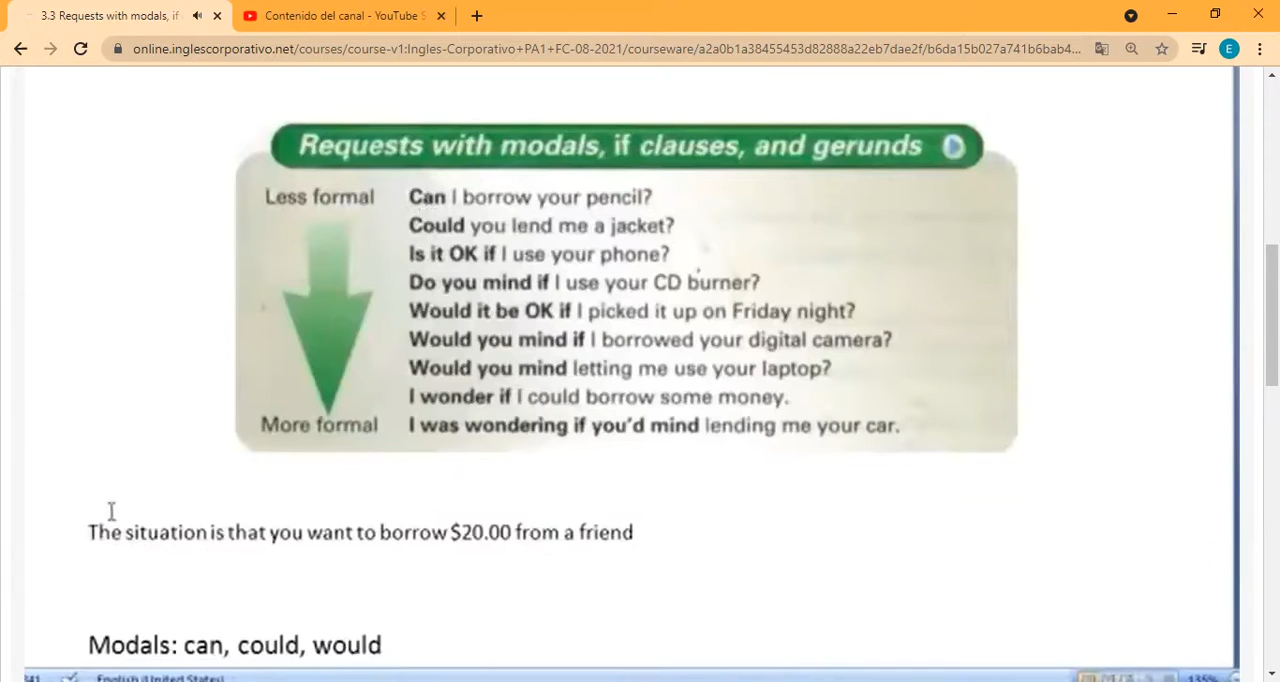 3.3 Requests with modals, if
Contenido del canal - YouTube S
online.inglescorporativo.net/courses/course-v1:Ingles-Corporativo+PA1+FC-08-2021/courseware/a2a0b1a38455453d82888a22eb7dae2f/b6da15b027a741b6bab4...
E
Requests with modals, if clauses, and gerunds
Less formal
Can I borrow your pencil?
Could you lend me a jacket?
Is it OK if I use your phone?
Do you mind if I use your CD burner?
Would it be OK if I picked it up on Friday night?
Would you mind if I borrowed your digital camera?
Would you mind letting me use your laptop?
I wonder if I could borrow some money.
More formal
I was wondering if you'd mind lending me your car.
The situation is that you want to borrow $20.00 from a friend
Modals: can, could, would
English (United States)
135%